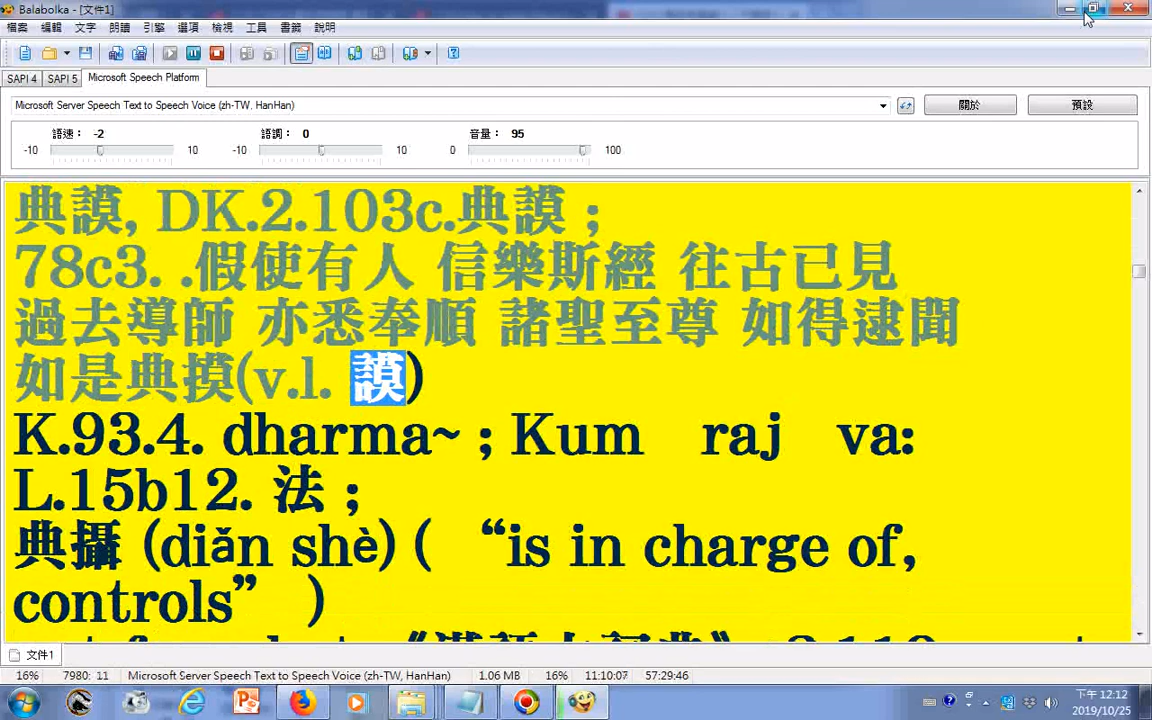 Balabolka - [文件1]
檔案 編輯 文字 朗讀 引擎 選項 檢視 工具 書籤 說明
SAPI 4 SAPI 5 Microsoft Speech Platform
Microsoft Server Speech Text to Speech Voice (zh-TW, HanHan) 關於 預設
語速： -2 語調： 0 音量： 95
-10 10 -10 10 0 100
典謨, DK.2.103c.典謨 ;
78c3. .假使有人 信樂斯經 往古已見
過去導師 亦悉奉順 諸聖至尊 如得逮聞
如是典摸(v.l. 謨)
K.93.4. dharma~ ; Kum raj va:
L.15b12. 法 ;
典攝 (diǎn shè) ( “is in charge of,
controls” )
文件1
16% 7980: 11 Microsoft Server Speech Text to Speech Voice (zh-TW, HanHan) 1.06 MB 16% 11:10:07 57:29:46
下午 12:12
2019/10/25